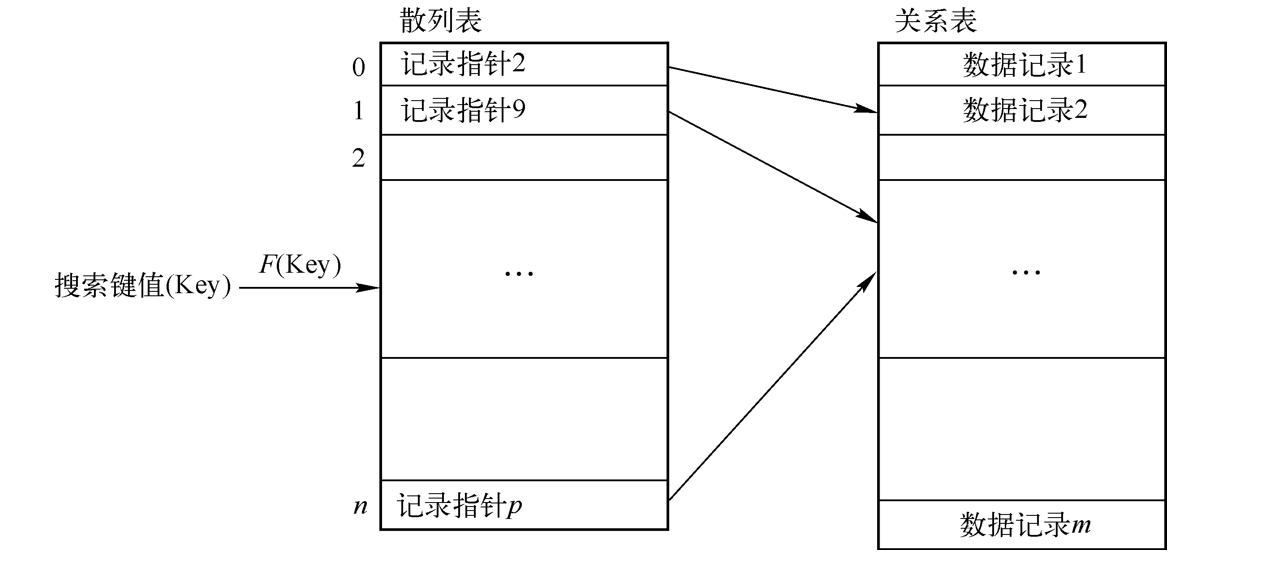 散列表 关系表
0 记录指针2 数据记录1
1 记录指针9 数据记录2
2
搜索键值(Key) F(Key) … …
n 记录指针p
数据记录m